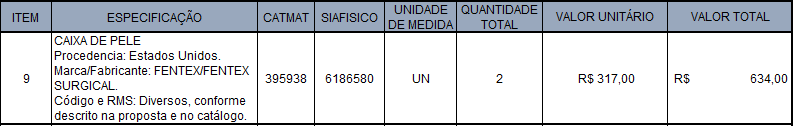 ITEM ESPECIFICAÇÃO CATMAT SIAFISICO UNIDADE DE MEDIDA QUANTIDADE TOTAL VALOR UNITÁRIO VALOR TOTAL
CAIXA DE PELE
Procedencia: Estados Unidos.
Marca/Fabricante: FENTEX/FENTEX
SURGICAL.
Código e RMS: Diversos, conforme
descrito na proposta e no catálogo.
9 395938 6186580 UN 2 R$ 317,00 R$ 634,00